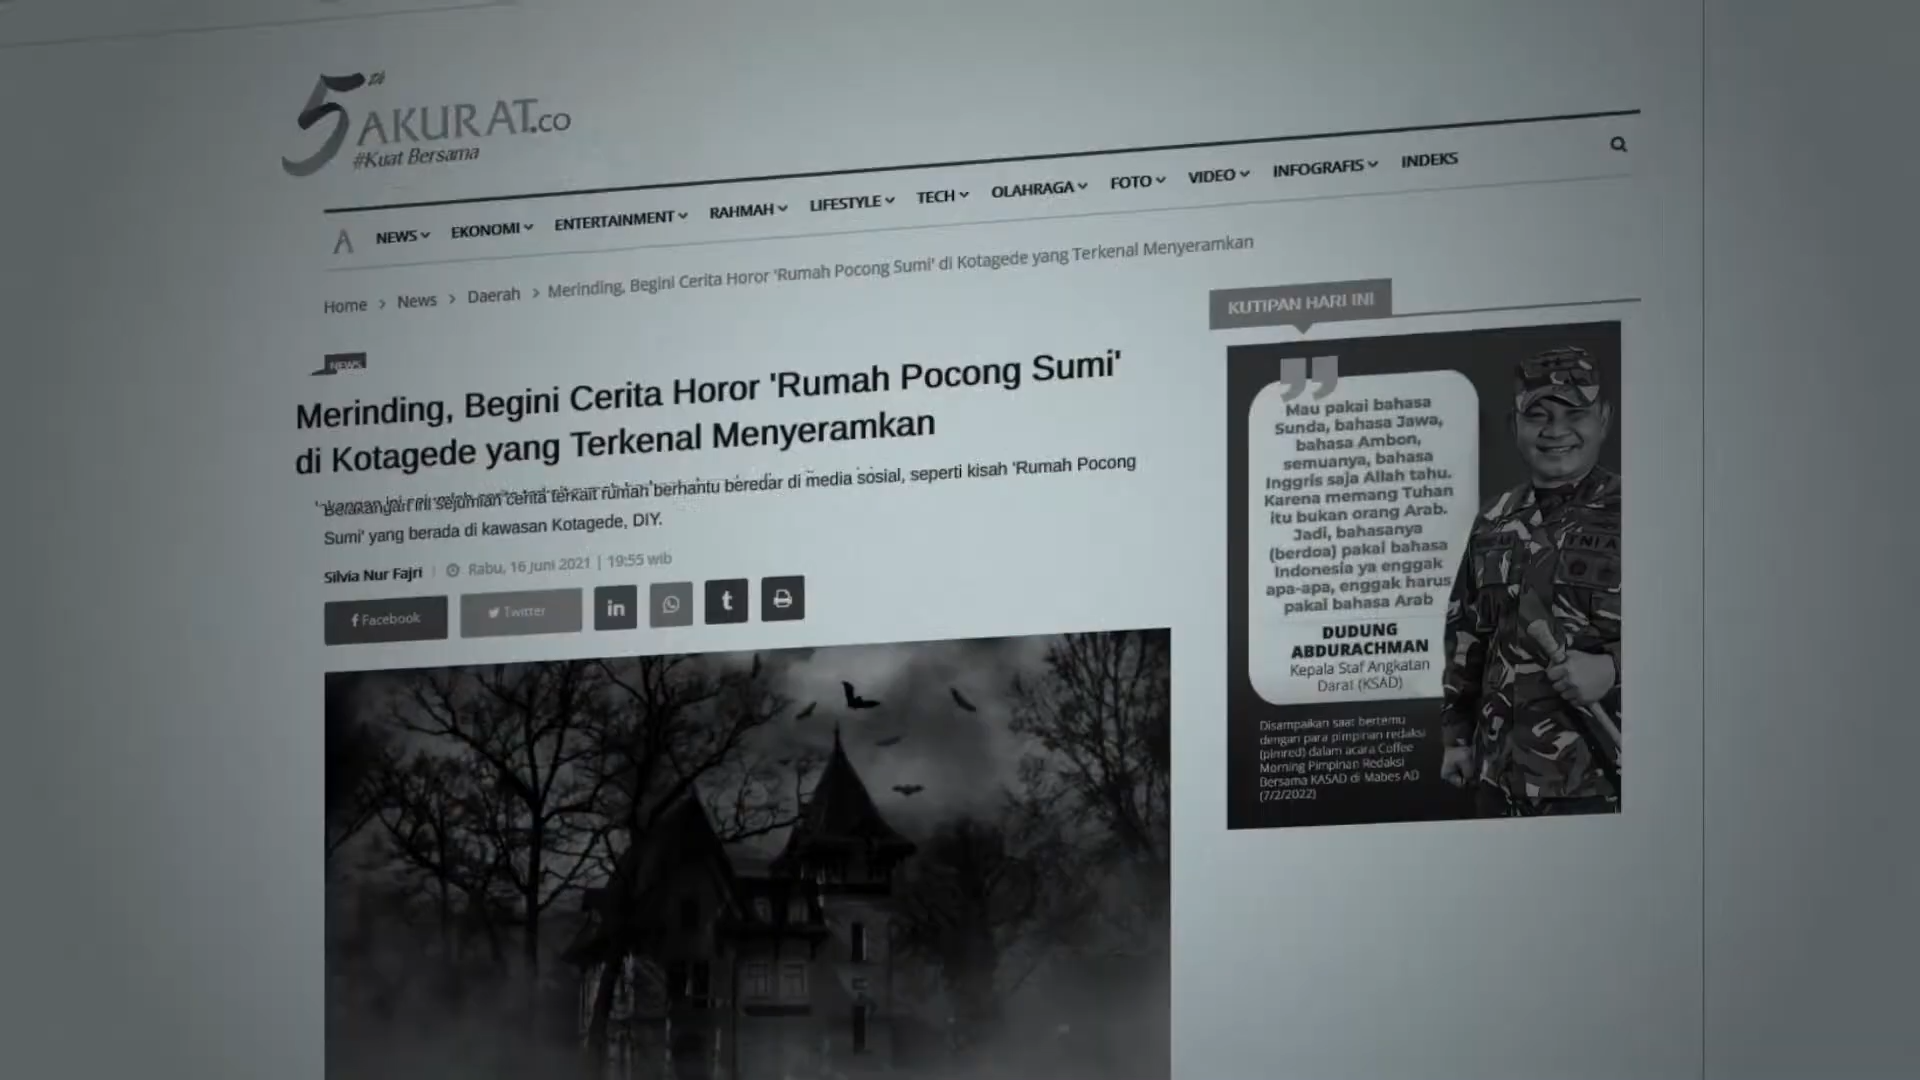 5th
AKURAT.co
#Kuat Bersama
NEWS EKONOMI ENTERTAINMENT RAHMAH LIFESTYLE TECH OLAHRAGA FOTO VIDEO INFOGRAFIS INDEKS
Home > News > Daerah > Merinding, Begini Cerita Horor 'Rumah Pocong Sumi' di Kotagede yang Terkenal Menyeramkan
NEWS
Merinding, Begini Cerita Horor 'Rumah Pocong Sumi'
di Kotagede yang Terkenal Menyeramkan
Belakangan ini sejumlah cerita terkait rumah berhantu beredar di media sosial, seperti kisah 'Rumah Pocong
Sumi' yang berada di kawasan Kotagede, DIY.
Silvia Nur Fajri | Rabu, 16 Juni 2021 | 19:55 wib
Facebook Twitter in t
KUTIPAN HARI INI
Mau pakai bahasa
Sunda, bahasa Jawa,
bahasa Ambon,
semuanya, bahasa
Inggris saja Allah tahu.
Karena memang Tuhan
itu bukan orang Arab.
Jadi, bahasanya
(berdoa) pakai bahasa
Indonesia ya enggak
apa-apa, enggak harus
pakai bahasa Arab
DUDUNG
ABDURACHMAN
Kepala Staf Angkatan
Darat (KSAD)
Disampaikan saat bertemu
dengan para pimpinan redaksi
(pimred) dalam acara Coffee
Morning Pimpinan Redaksi
Bersama KASAD di Mabes AD
(7/2/2022)
TNI A